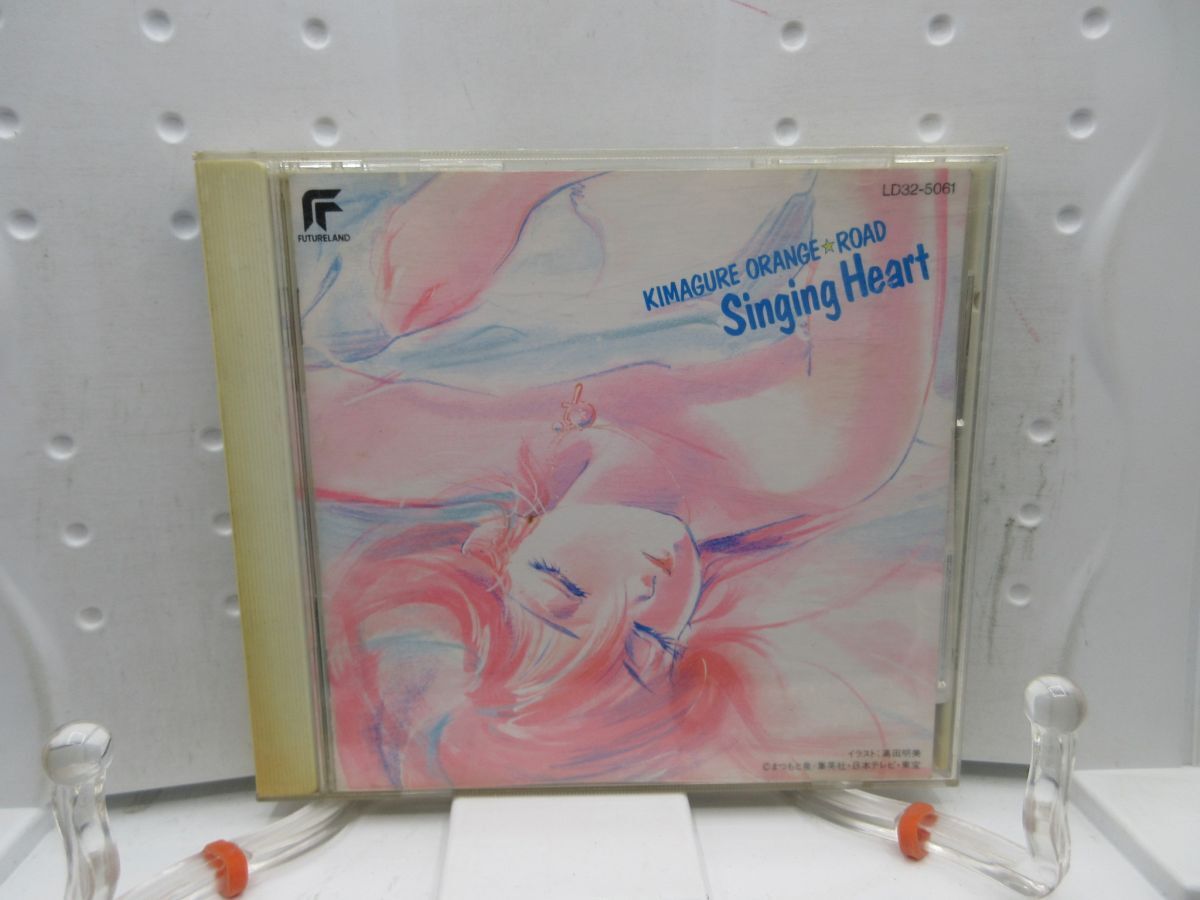 FUTURELAND
LD32-5061
KIMAGURE ORANGE☆ROAD
Singing Heart
イラスト:高田明美
©まつもと泉/集英社・日本テレビ・東宝